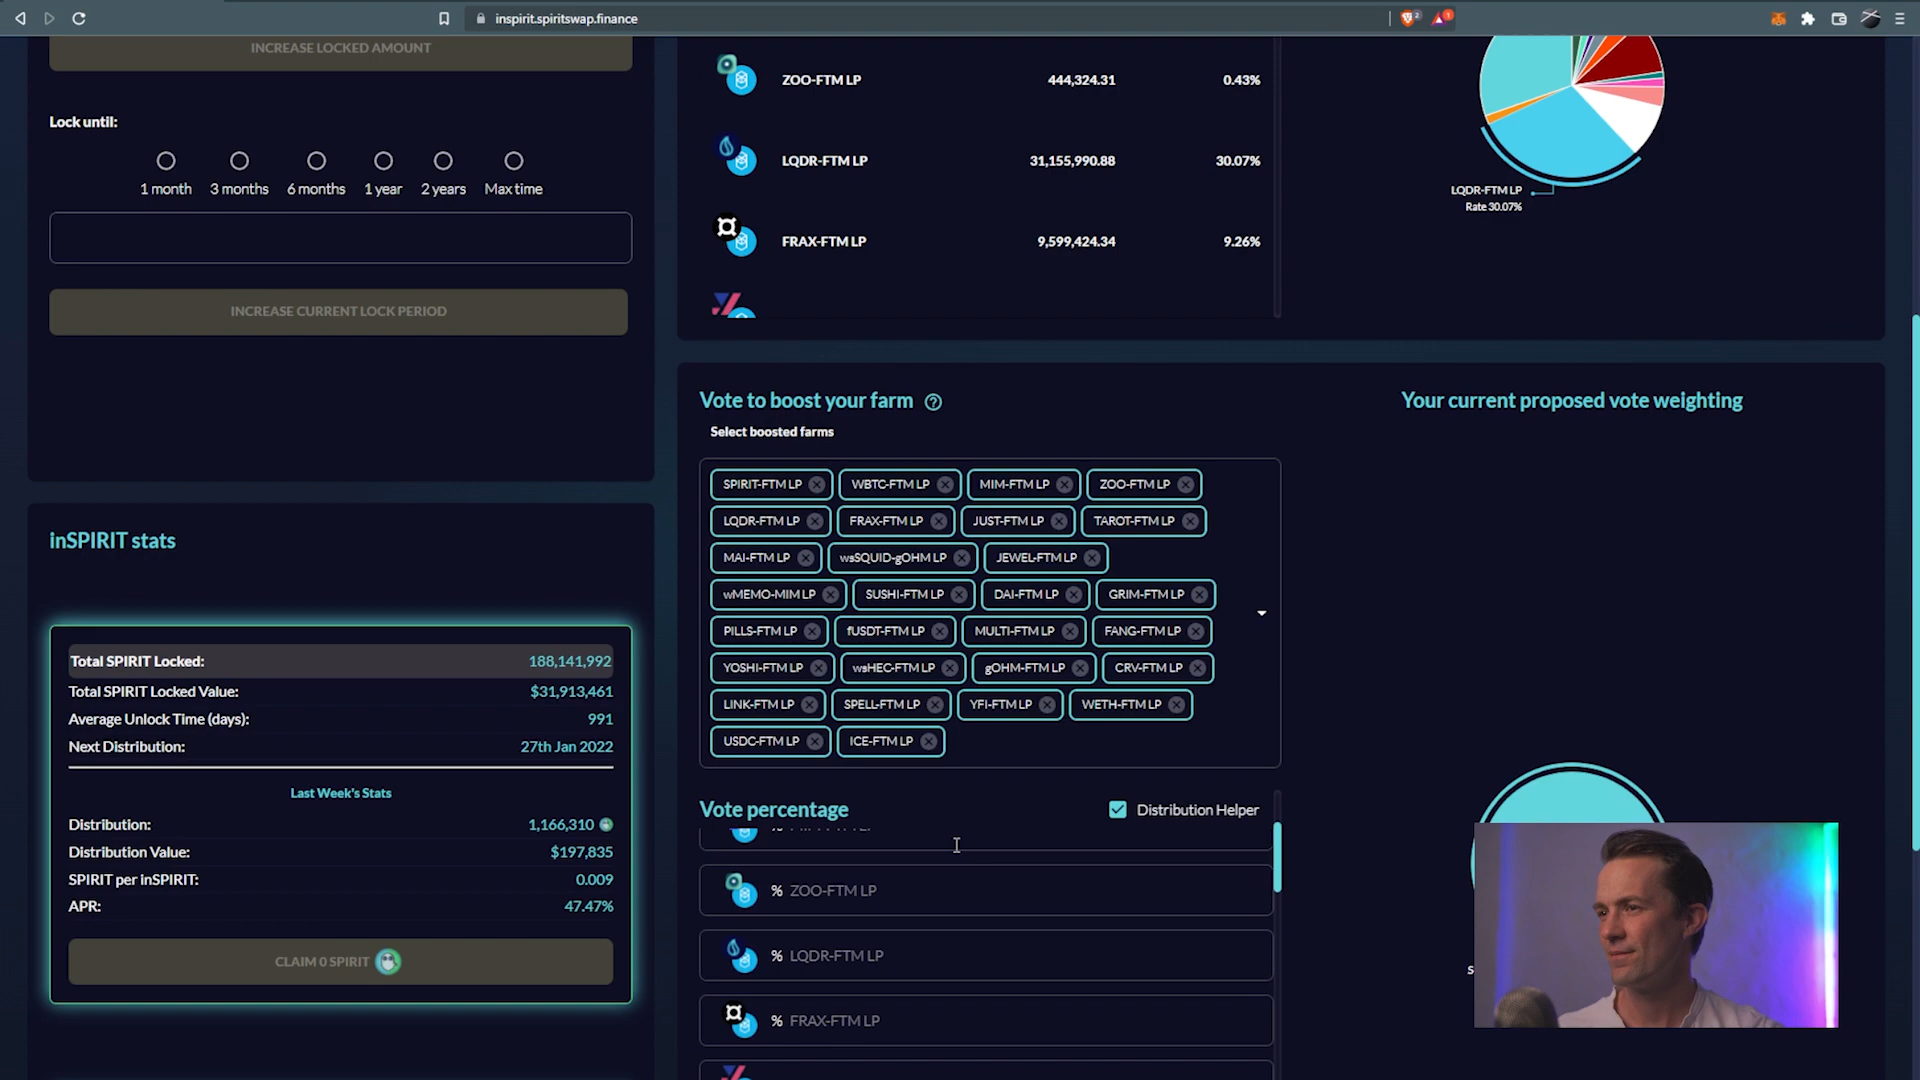 inspirit.spiritswap.finance
2
1
INCREASE LOCKED AMOUNT
Lock until:
1 month
3 months
6 months
1 year
2 years
Max time
INCREASE CURRENT LOCK PERIOD
inSPIRIT stats
Total SPIRIT Locked: 188,141,992
Total SPIRIT Locked Value: $31,913,461
Average Unlock Time (days): 991
Next Distribution: 27th Jan 2022
Last Week's Stats
Distribution: 1,166,310
Distribution Value: $197,835
SPIRIT per inSPIRIT: 0.009
APR: 47.47%
CLAIM 0 SPIRIT
ZOO-FTM LP 444,324.31 0.43%
LQDR-FTM LP 31,155,990.88 30.07%
FRAX-FTM LP 9,599,424.34 9.26%
LQDR-FTM LP
Rate 30.07%
Vote to boost your farm ?
Select boosted farms
SPIRIT-FTM LP WBTC-FTM LP MIM-FTM LP ZOO-FTM LP
LQDR-FTM LP FRAX-FTM LP JUST-FTM LP TAROT-FTM LP
MAI-FTM LP wsSQUID-gOHM LP JEWEL-FTM LP
wMEMO-MIM LP SUSHI-FTM LP DAI-FTM LP GRIM-FTM LP
PILLS-FTM LP fUSDT-FTM LP MULTI-FTM LP FANG-FTM LP
YOSHI-FTM LP wsHEC-FTM LP gOHM-FTM LP CRV-FTM LP
LINK-FTM LP SPELL-FTM LP YFI-FTM LP WETH-FTM LP
USDC-FTM LP ICE-FTM LP
Your current proposed vote weighting
Vote percentage
Distribution Helper
% ZOO-FTM LP
% LQDR-FTM LP
% FRAX-FTM LP